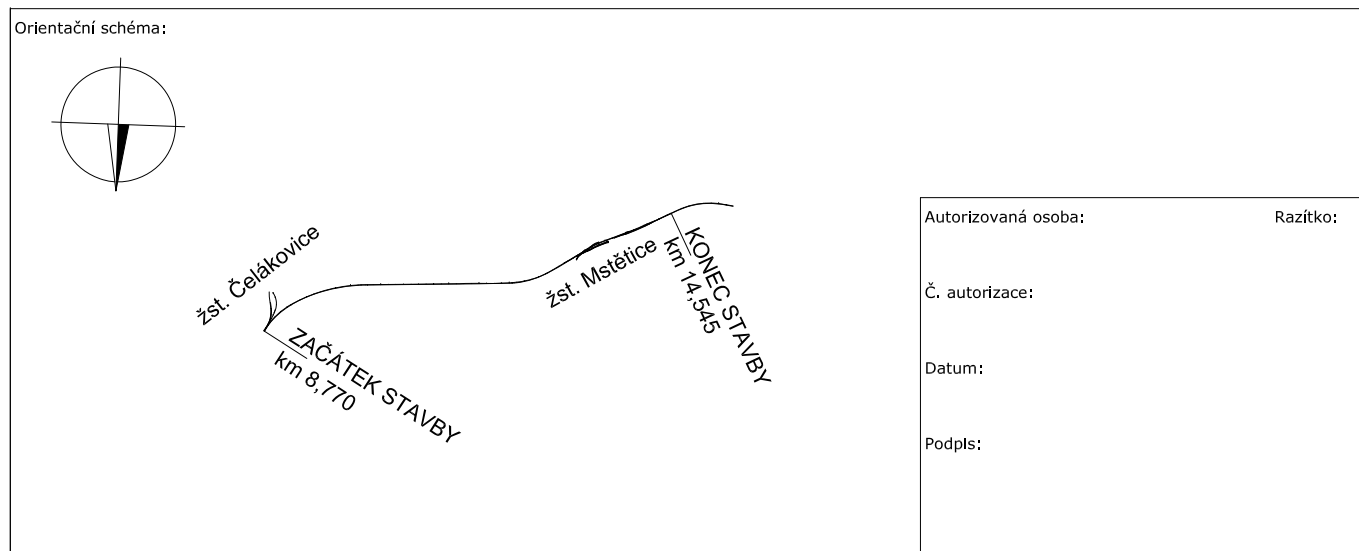 Orientační schéma:
žst. Čelákovice
ZAČÁTEK STAVBY
km 8,770
žst. Mstětice
KONEC STAVBY
km 14,545
Autorizovaná osoba: Razítko:
Č. autorizace:
Datum:
Podpis: